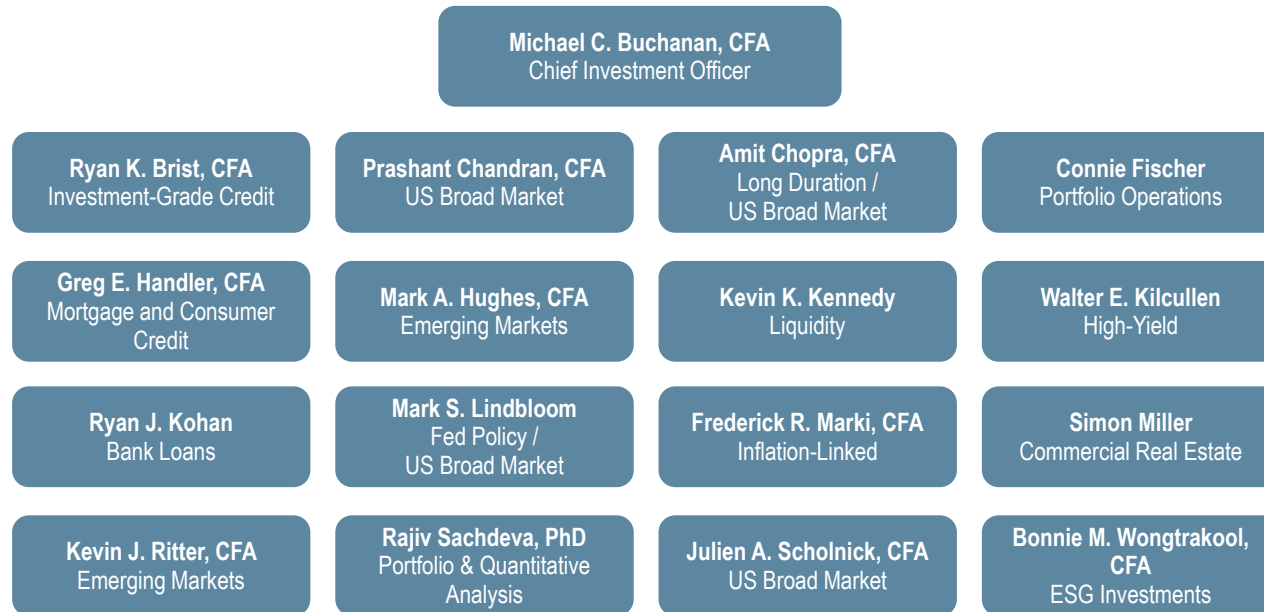 Michael C. Buchanan, CFA
Chief Investment Officer
Ryan K. Brist, CFA
Investment-Grade Credit
Prashant Chandran, CFA
US Broad Market
Amit Chopra, CFA
Long Duration /
US Broad Market
Connie Fischer
Portfolio Operations
Greg E. Handler, CFA
Mortgage and Consumer
Credit
Mark A. Hughes, CFA
Emerging Markets
Kevin K. Kennedy
Liquidity
Walter E. Kilcullen
High-Yield
Ryan J. Kohan
Bank Loans
Mark S. Lindbloom
Fed Policy /
US Broad Market
Frederick R. Marki, CFA
Inflation-Linked
Simon Miller
Commercial Real Estate
Kevin J. Ritter, CFA
Emerging Markets
Rajiv Sachdeva, PhD
Portfolio & Quantitative
Analysis
Julien A. Scholnick, CFA
US Broad Market
Bonnie M. Wongtrakool,
CFA
ESG Investments